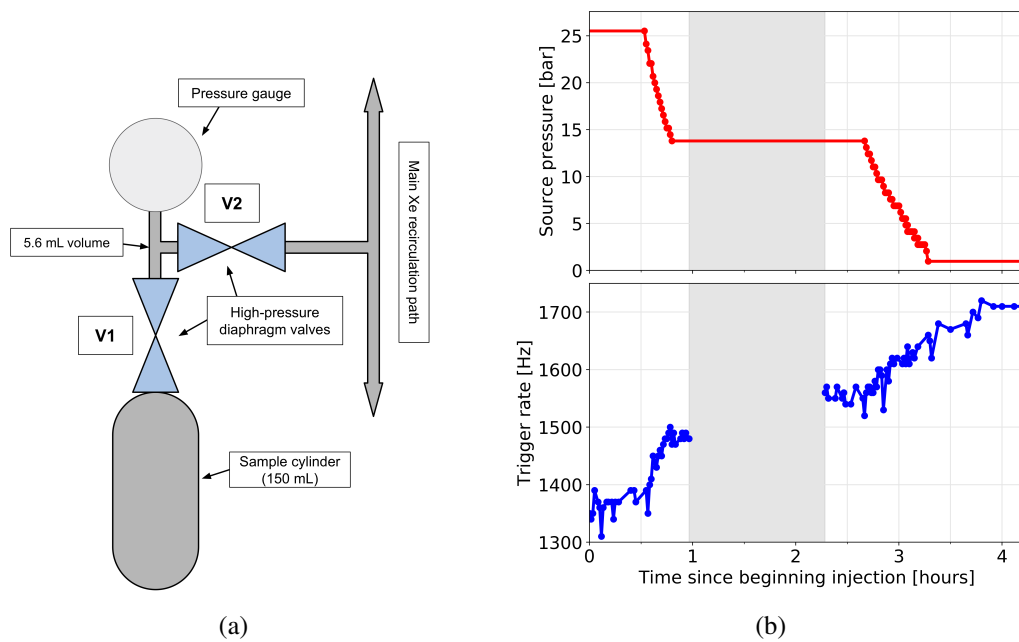 Pressure gauge
V2
5.6 mL volume
Main Xe recirculation path
V1
High-pressure
diaphragm valves
Sample cylinder
(150 mL)
(a)
Source pressure [bar]
25
20
15
10
5
0
Trigger rate [Hz]
1700
1600
1500
1400
1300
0 1 2 3 4
Time since beginning injection [hours]
(b)